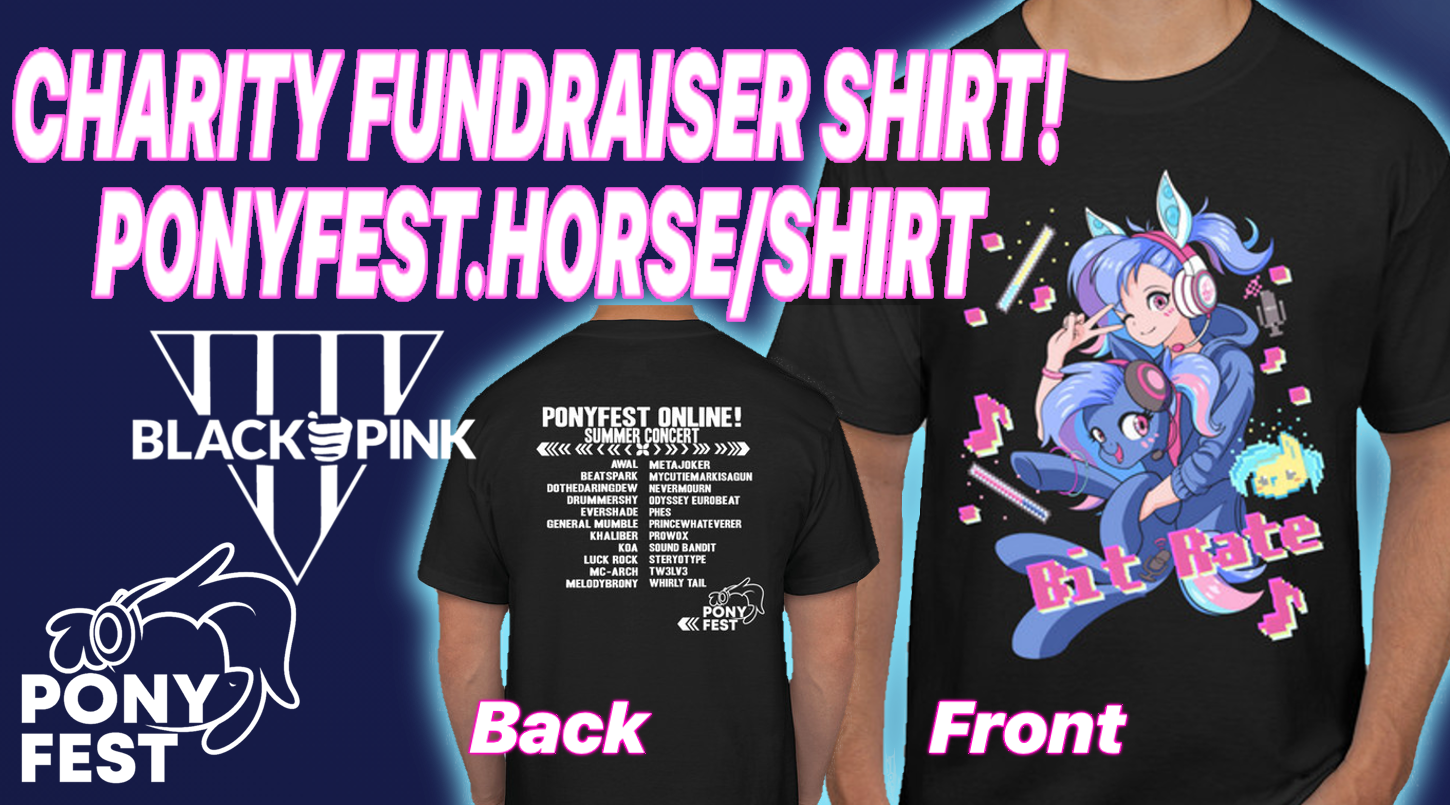 CHARITY FUNDRAISER SHIRT!
PONYFEST.HORSE/SHIRT
BLACK PINK
PONY
FEST
PONYFEST ONLINE!
SUMMER CONCERT
AWAL METAJOKER
BEATSPARK MYCUTIEMARKISAGUN
DOTHEDARINGDEW NEVERMOURN
DRUMMERSHY ODYSSEY EUROBEAT
EVERSHADE PHES
GENERAL MUMBLE PRINCEWHATEVERER
KHALIBER PROWOX
KOA SOUND BANDIT
LUCK ROCK STERYOTYPE
MC-ARCH TW3LV3
MELODYBRONY WHIRLY TAIL
PONY
FEST
Back
Bit Rate
Front